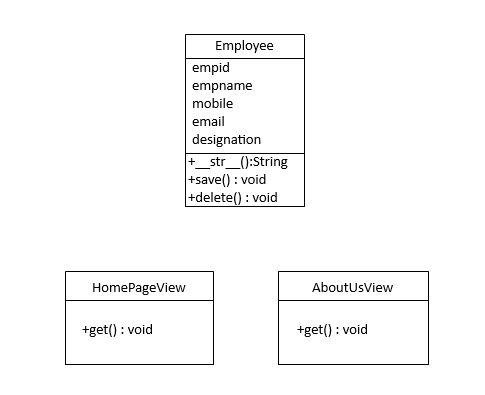 Employee
empid
empname
mobile
email
designation
+__str__():String
+save() : void
+delete() : void
HomePageView
+get() : void
AboutUsView
+get() : void